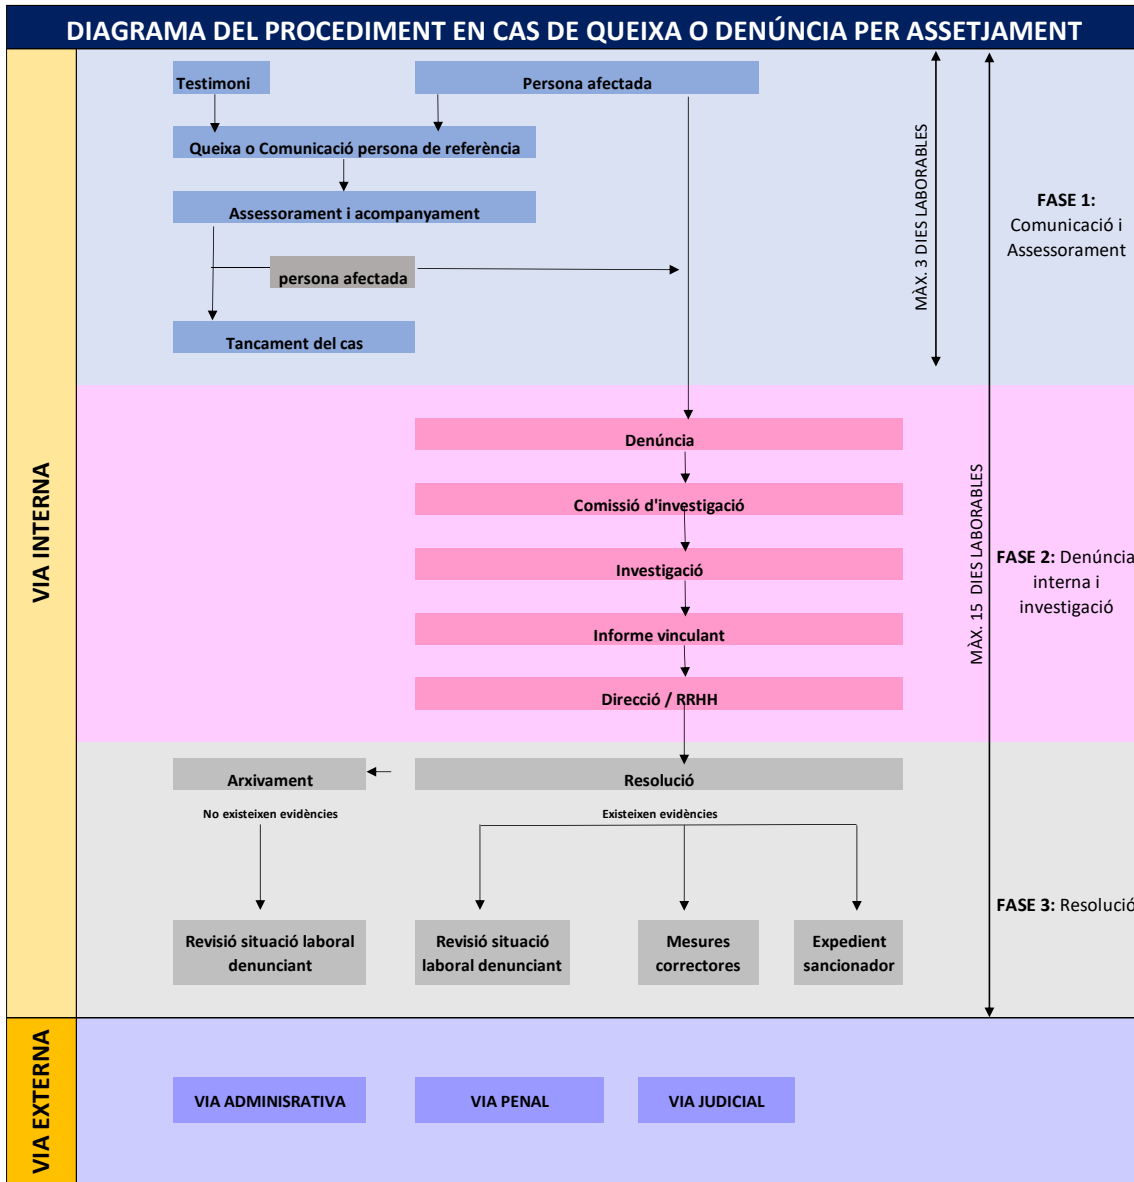 DIAGRAMA DEL PROCEDIMENT EN CAS DE QUEIXA O DENÚNCIA PER ASSETJAMENT
VIA INTERNA
Testimoni
Persona afectada
Queixa o Comunicació persona de referència
Assessorament i acompanyament
persona afectada
Tancament del cas
MÀX. 3 DIES LABORABLES
FASE 1:
Comunicació i
Assessorament
Denúncia
Comissió d'investigació
Investigació
Informe vinculant
Direcció / RRHH
MÀX. 15 DIES LABORABLES
FASE 2: Denúncia
interna i
investigació
Arxivament
Resolució
No existeixen evidències
Existeixen evidències
Revisió situació laboral
denunciant
Revisió situació
laboral denunciant
Mesures
correctores
Expedient
sancionador
FASE 3: Resolució
VIA EXTERNA
VIA ADMINISRATIVA
VIA PENAL
VIA JUDICIAL